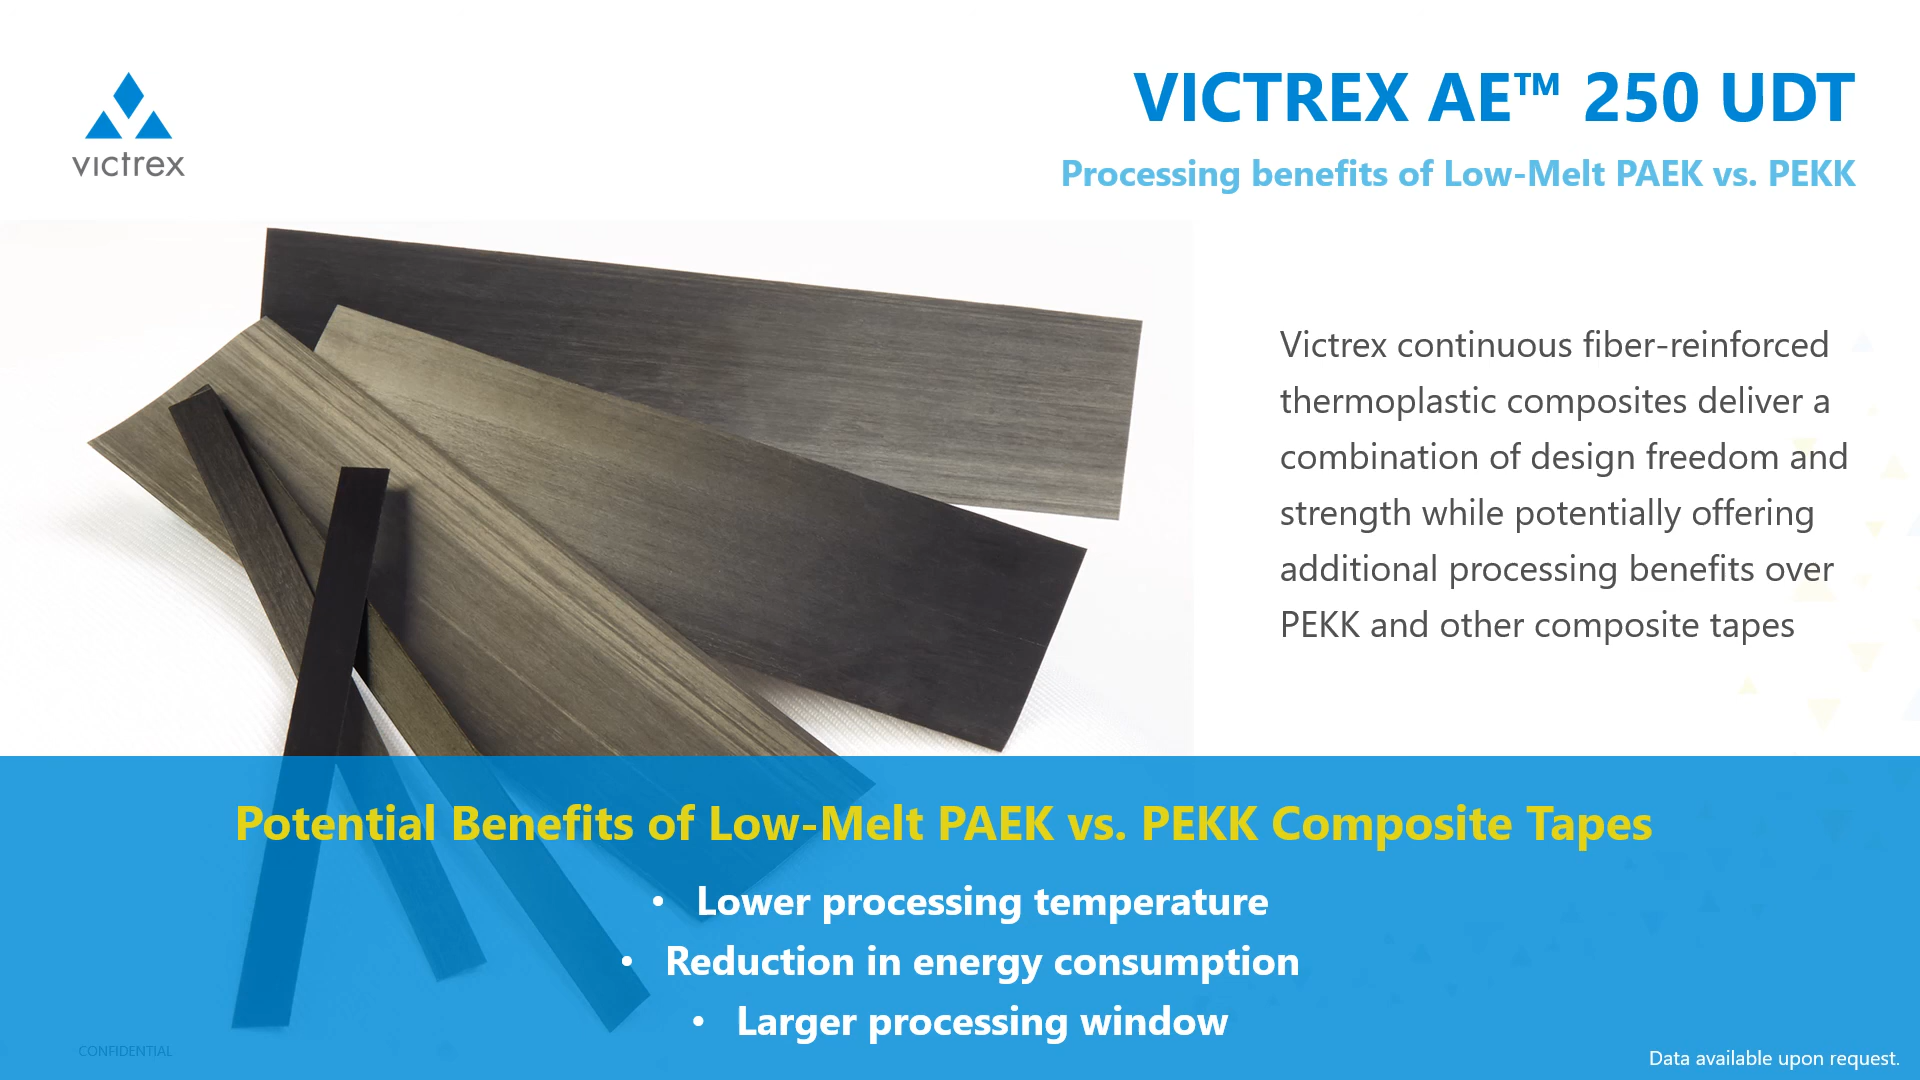 victrex
VICTREX AE™ 250 UDT
Processing benefits of Low-Melt PAEK vs. PEKK
Victrex continuous fiber-reinforced
thermoplastic composites deliver a
combination of design freedom and
strength while potentially offering
additional processing benefits over
PEKK and other composite tapes
Potential Benefits of Low-Melt PAEK vs. PEKK Composite Tapes
• Lower processing temperature
• Reduction in energy consumption
• Larger processing window
CONFIDENTIAL
Data available upon request.